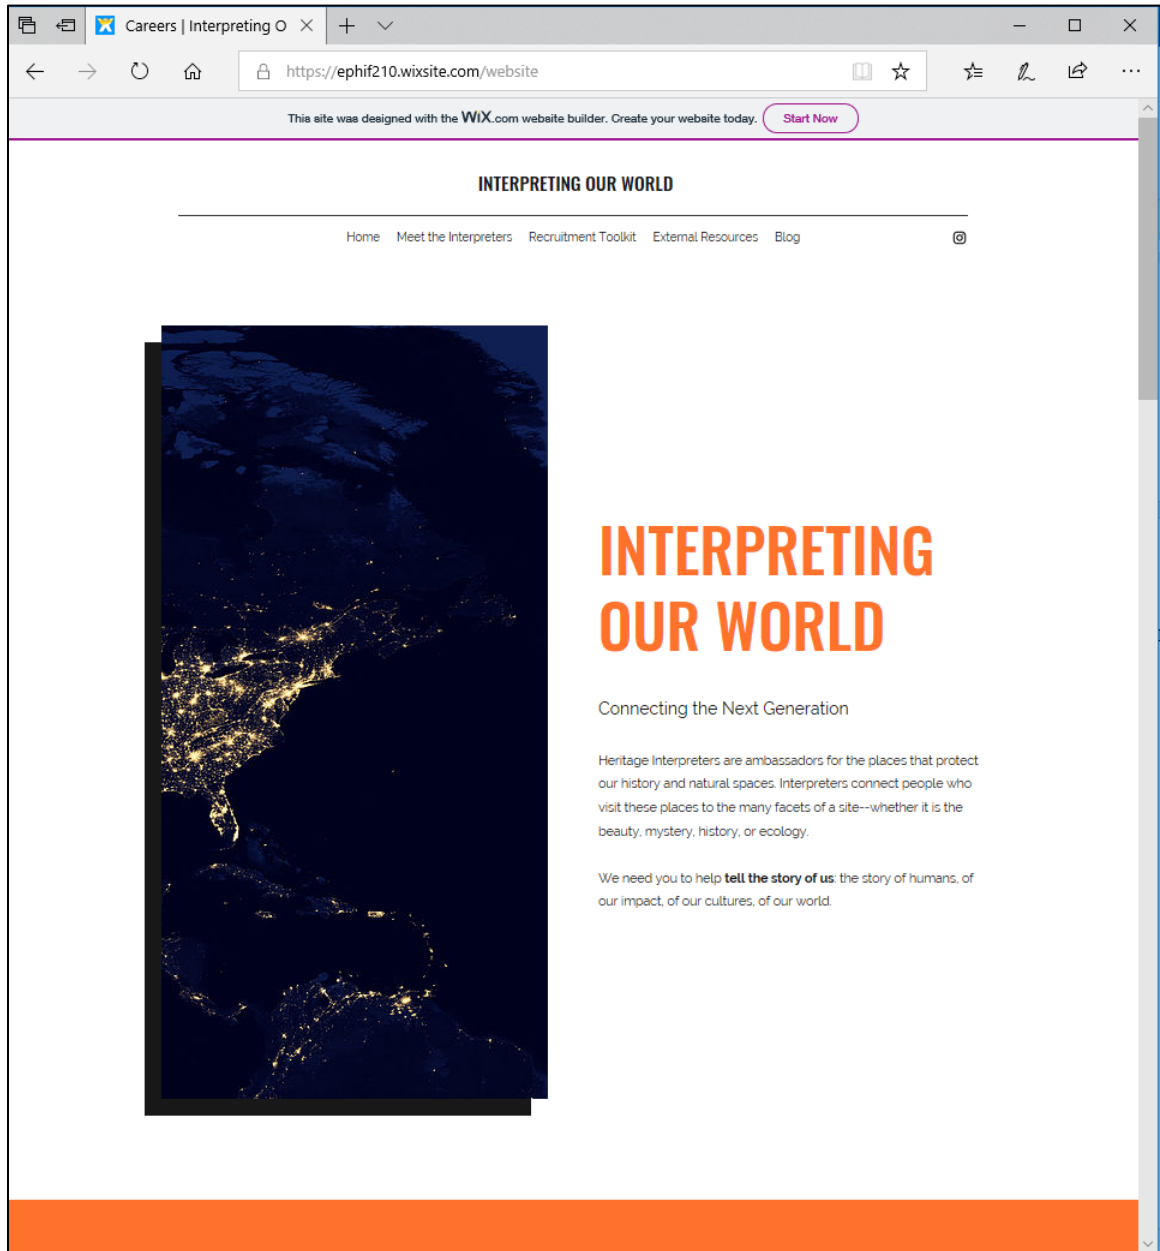 Careers | Interpreting O
https://ephif210.wixsite.com/website
This site was designed with the WiX.com website builder. Create your website today. Start Now
INTERPRETING OUR WORLD
Home Meet the Interpreters Recruitment Toolkit External Resources Blog
INTERPRETING
OUR WORLD
Connecting the Next Generation
Heritage Interpreters are ambassadors for the places that protect
our history and natural spaces. Interpreters connect people who
visit these places to the many facets of a site--whether it is the
beauty, mystery, history, or ecology.
We need you to help tell the story of us: the story of humans, of
our impact, of our cultures, of our world.